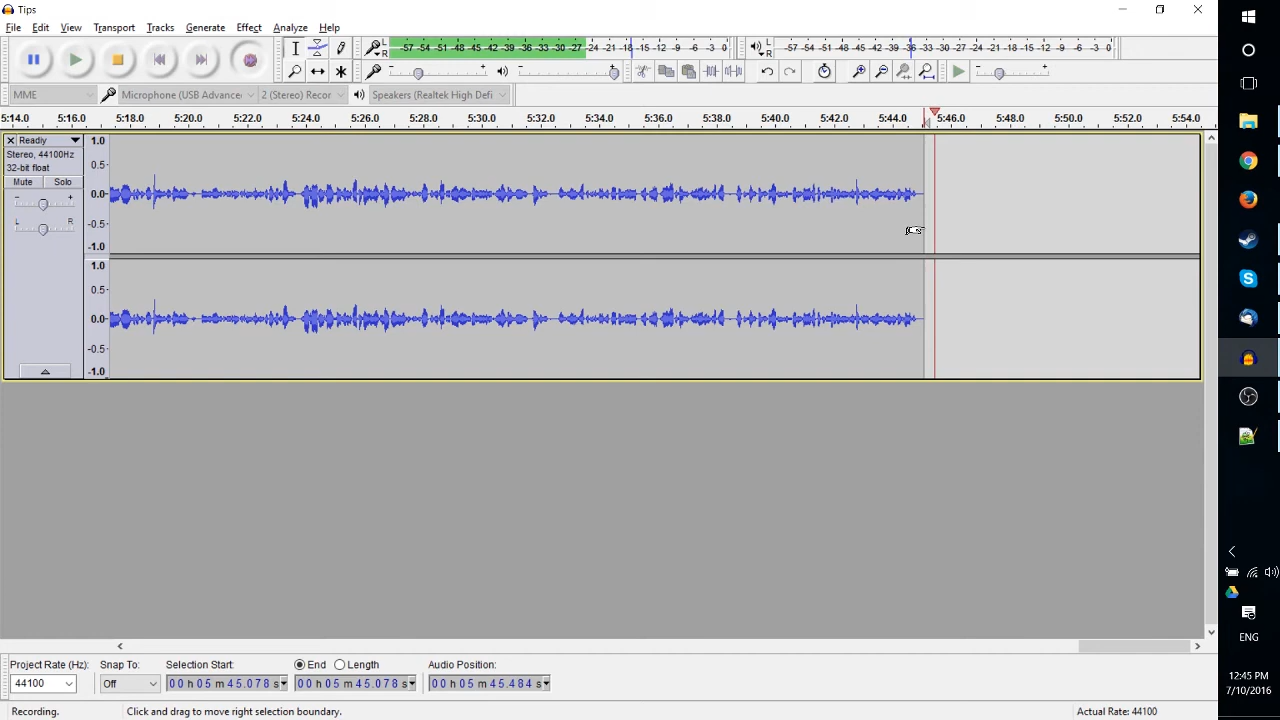 Tips
File Edit View Transport Tracks Generate Effect Analyze Help
L R -57 -54 -51 -48 -45 -42 -39 -36 -33 -30 -27 -24 -21 -18 -15 -12 -9 -6 -3 0 L R -57 -54 -51 -48 -45 -42 -39 -36 -33 -30 -27 -24 -21 -18 -15 -12 -9 -6 -3 0
MME Microphone (USB Advance 2 (Stereo) Recor Speakers (Realtek High Defi
5:14.0 5:16.0 5:18.0 5:20.0 5:22.0 5:24.0 5:26.0 5:28.0 5:30.0 5:32.0 5:34.0 5:36.0 5:38.0 5:40.0 5:42.0 5:44.0 5:46.0 5:48.0 5:50.0 5:52.0 5:54.0
Readiy 1.0
Stereo, 44100Hz
32-bit float 0.5
Mute Solo
- + 0.0
L R -0.5
-1.0
1.0
0.5
0.0
-0.5
-1.0
Project Rate (Hz): Snap To: Selection Start: End Length Audio Position:
44100 Off 00 h 05 m 45.078 s 00 h 05 m 45.078 s 00 h 05 m 45.484 s
Recording. Click and drag to move right selection boundary. Actual Rate: 44100
ENG
12:45 PM
7/10/2016